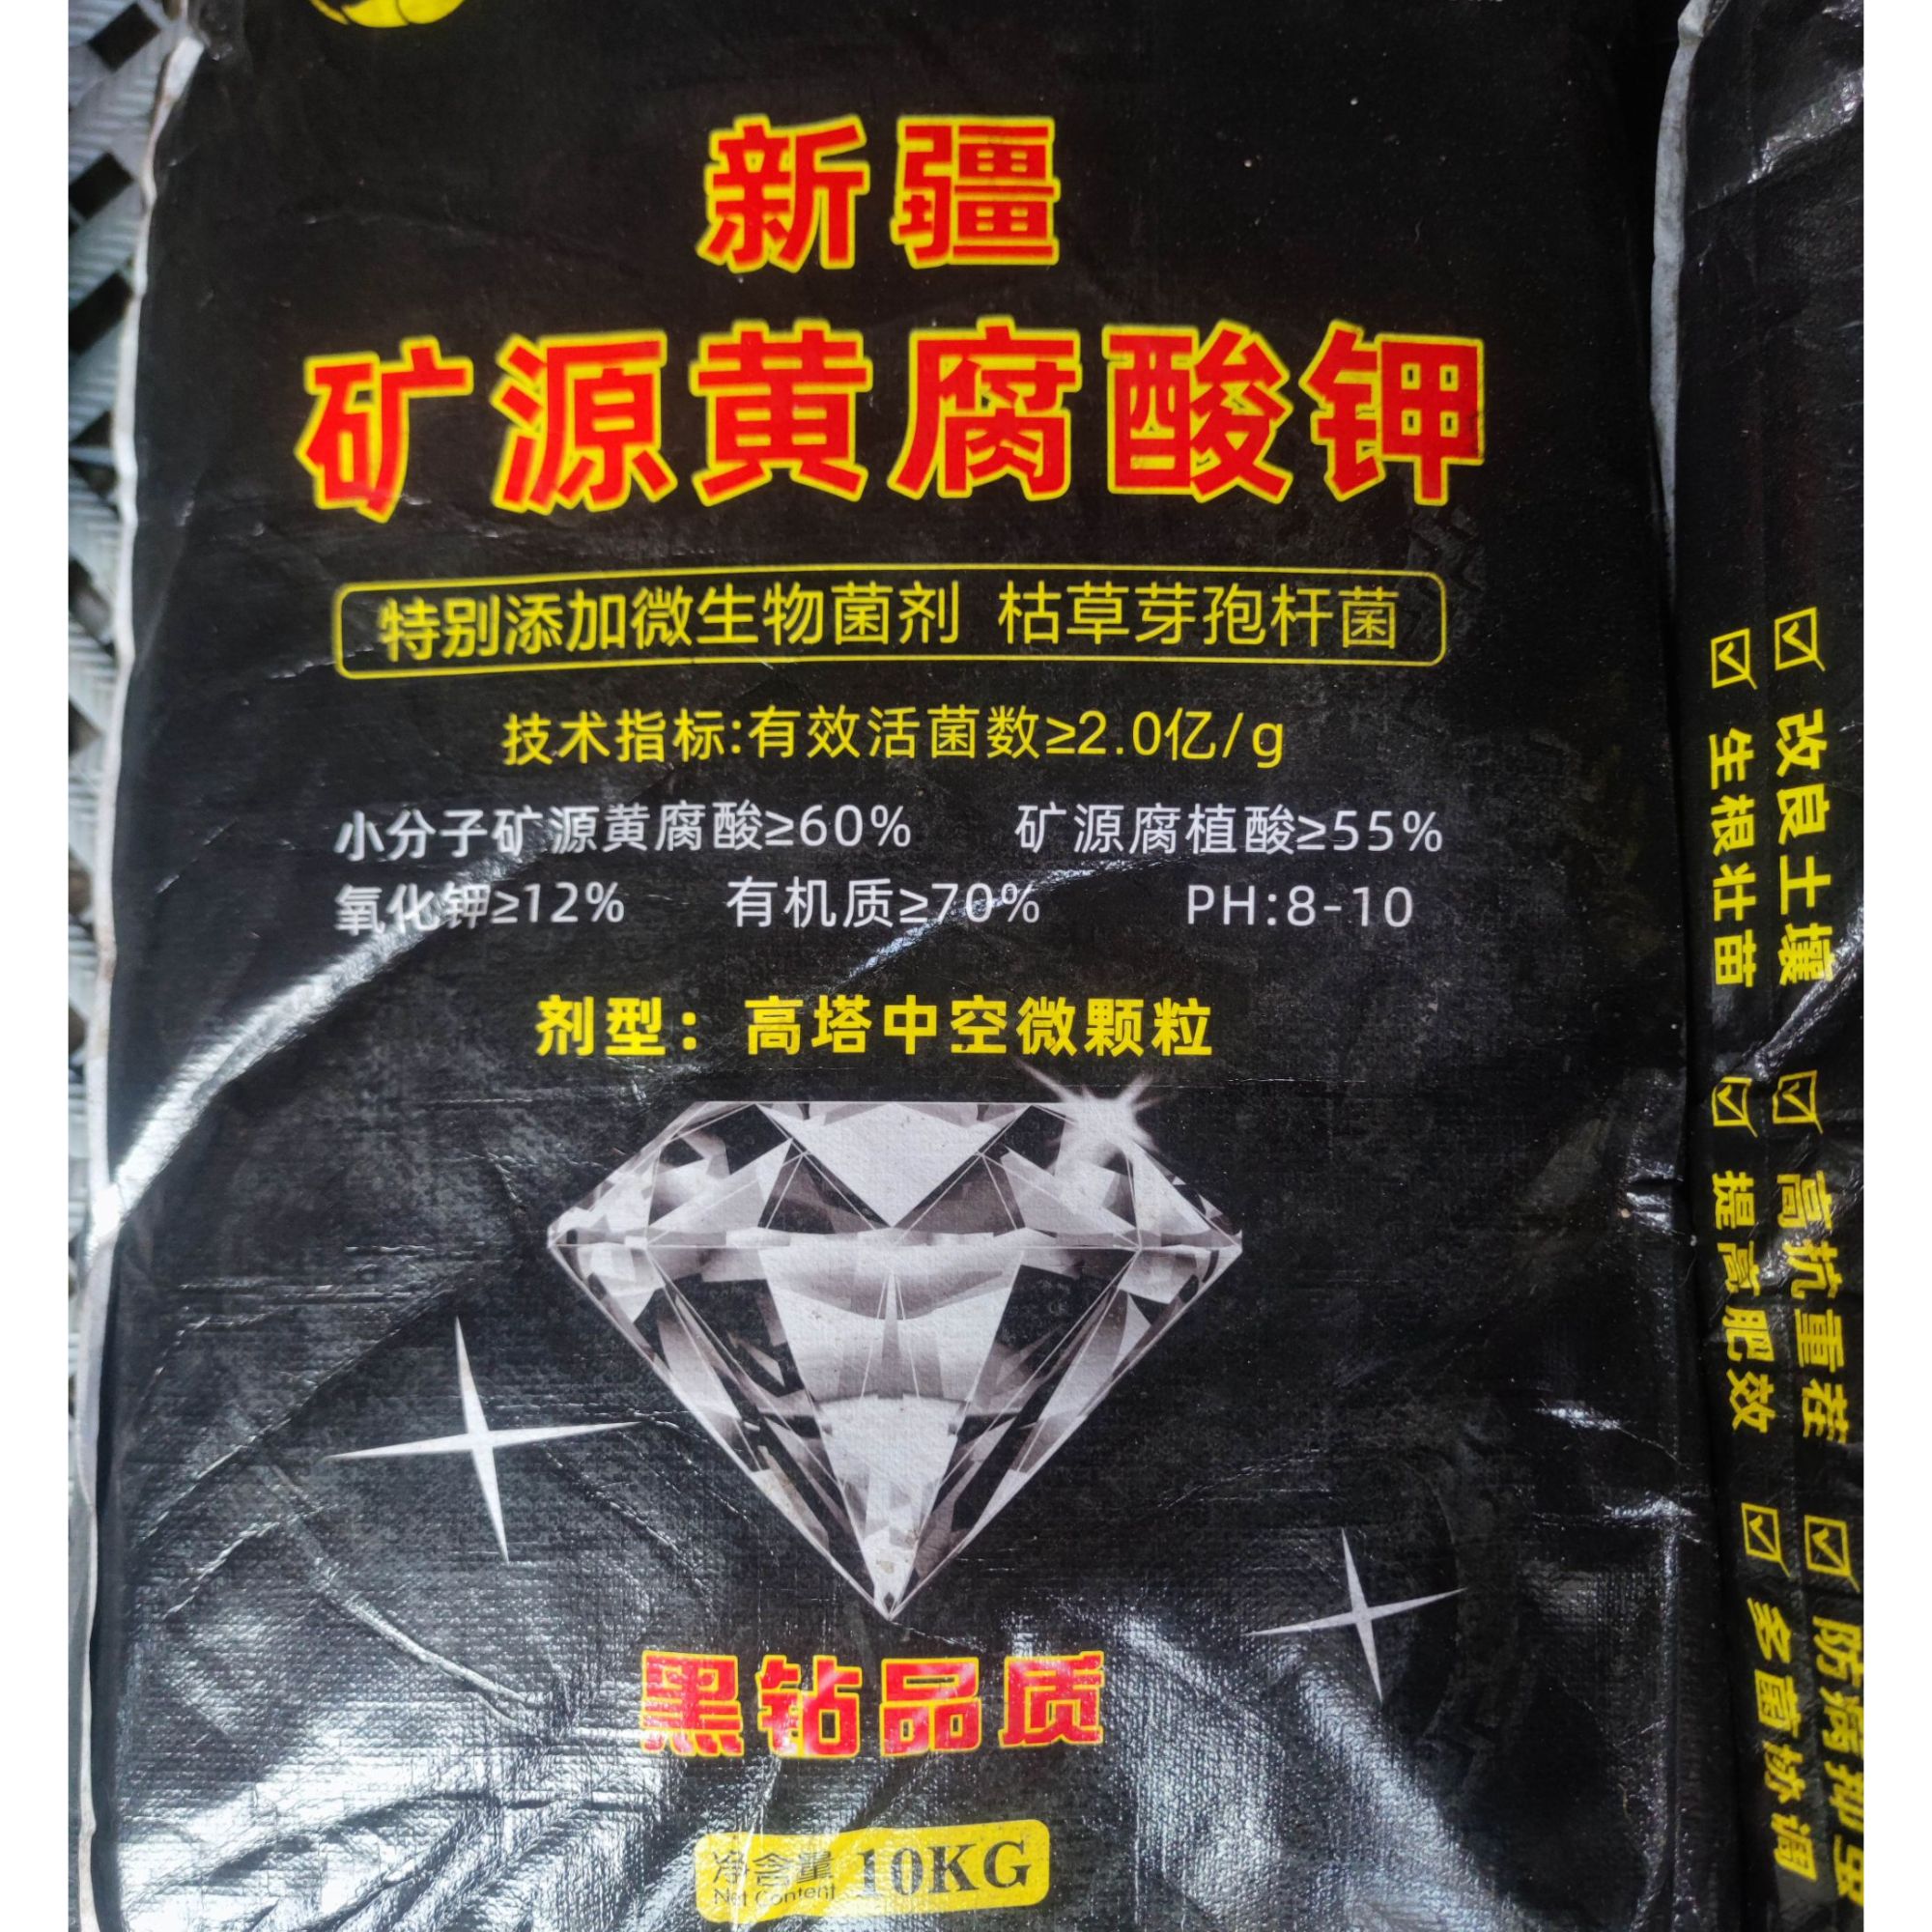 新疆
矿源黄腐酸钾
特别添加微生物菌剂 枯草芽孢杆菌
技术指标:有效活菌数≥2.0亿/g
小分子矿源黄腐酸≥60% 矿源腐植酸≥55%
氧化钾≥12% 有机质≥70% PH:8-10
剂型：高塔中空微颗粒
黑钻品质
净含量 10KG
Net Content
改良土壤 高抗重茬 防病抑虫
生根壮苗 提高肥效 多菌协调